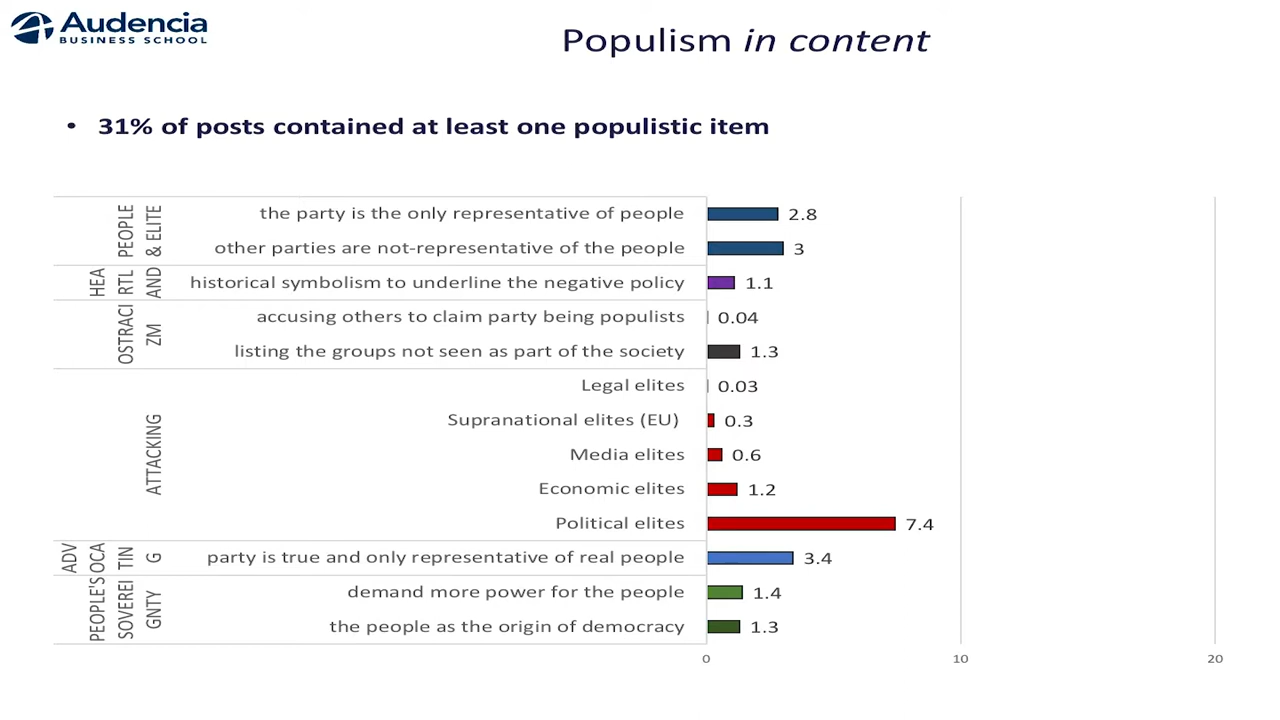 Audencia
BUSINESS SCHOOL
Populism in content
• 31% of posts contained at least one populistic item
PEOPLE
& ELITE
the party is the only representative of people
2.8
other parties are not-representative of the people
3
HEA
RTL
AND
historical symbolism to underline the negative policy
1.1
OSTRACI
ZM
accusing others to claim party being populists
0.04
listing the groups not seen as part of the society
1.3
ATTACKING
Legal elites
0.03
Supranational elites (EU)
0.3
Media elites
0.6
Economic elites
1.2
Political elites
7.4
ADV
OCA
TIN
G
party is true and only representative of real people
3.4
PEOPLE'S
SOVEREI
GNTY
demand more power for the people
1.4
the people as the origin of democracy
1.3
0
10
20